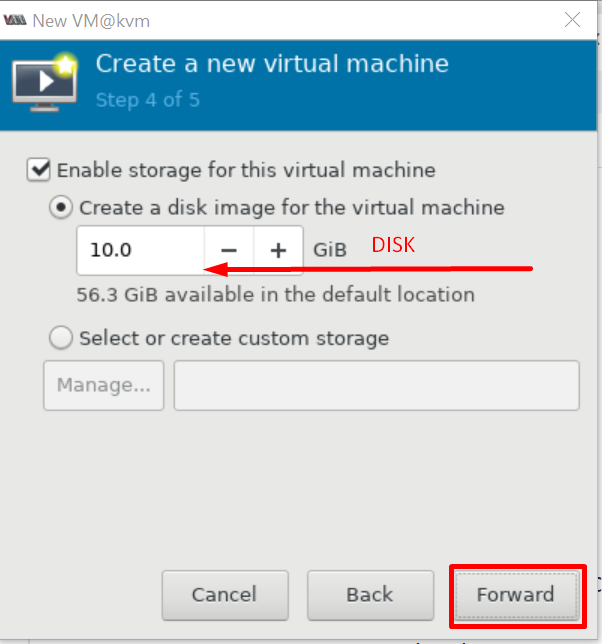 New VM@kvm
Create a new virtual machine
Step 4 of 5
Enable storage for this virtual machine
Create a disk image for the virtual machine
10.0 − + GiB DISK
56.3 GiB available in the default location
Select or create custom storage
Manage...
Cancel Back Forward